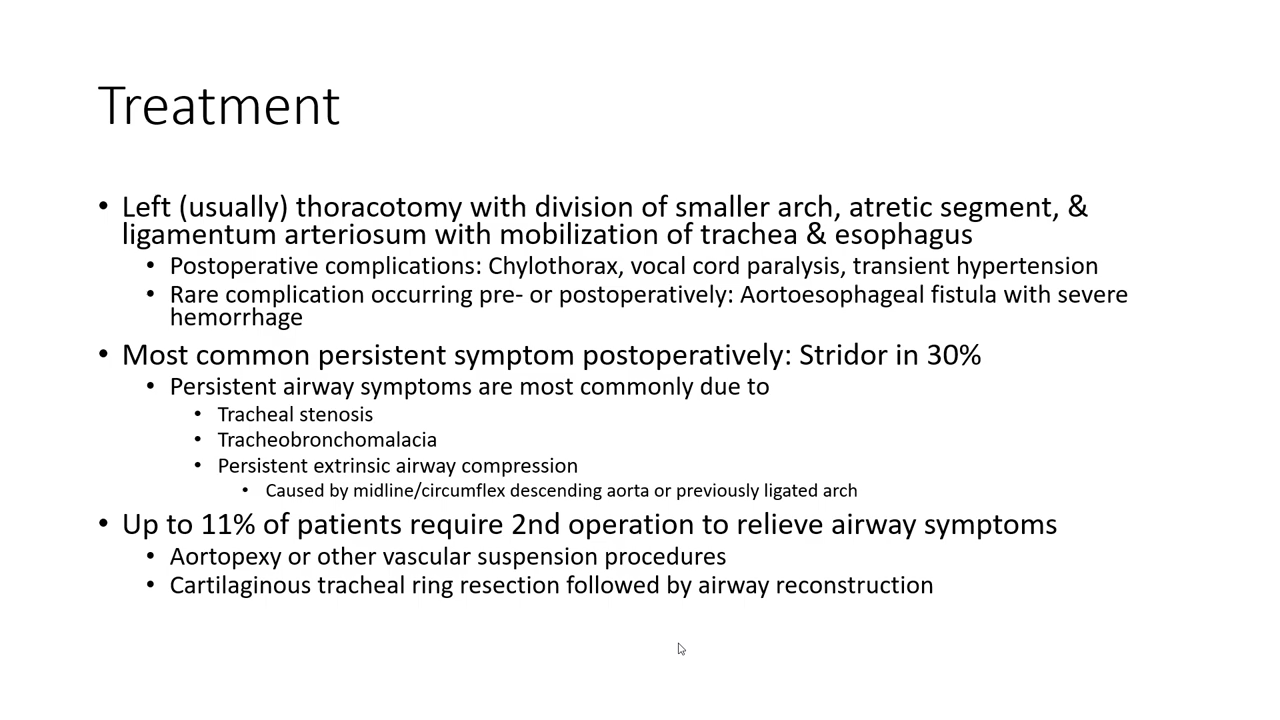 Treatment
• Left (usually) thoracotomy with division of smaller arch, atretic segment, &
ligamentum arteriosum with mobilization of trachea & esophagus
• Postoperative complications: Chylothorax, vocal cord paralysis, transient hypertension
• Rare complication occurring pre- or postoperatively: Aortoesophageal fistula with severe
hemorrhage
• Most common persistent symptom postoperatively: Stridor in 30%
• Persistent airway symptoms are most commonly due to
• Tracheal stenosis
• Tracheobronchomalacia
• Persistent extrinsic airway compression
• Caused by midline/circumflex descending aorta or previously ligated arch
• Up to 11% of patients require 2nd operation to relieve airway symptoms
• Aortopexy or other vascular suspension procedures
• Cartilaginous tracheal ring resection followed by airway reconstruction